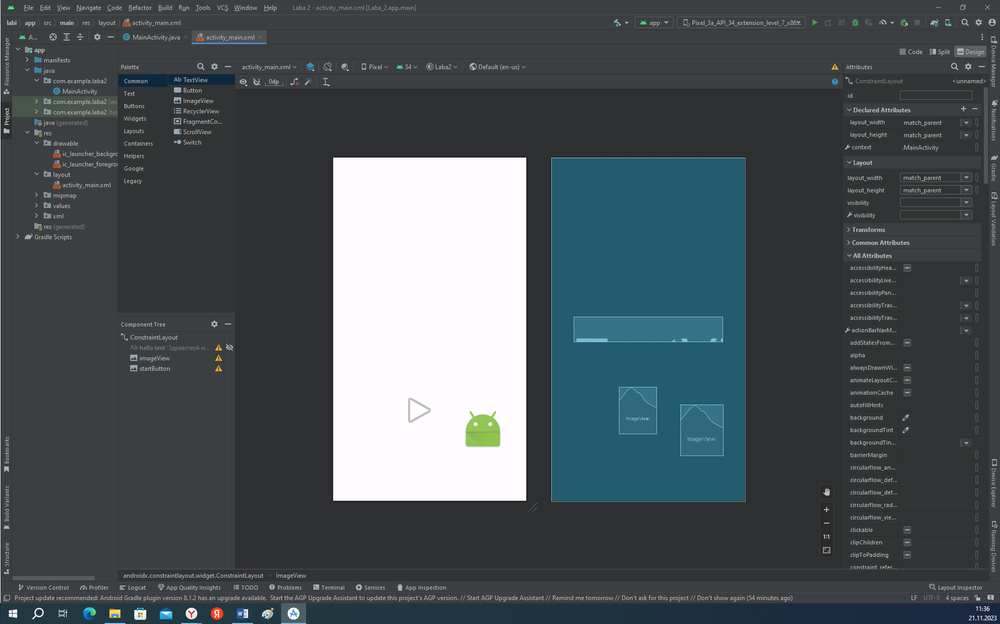 File Edit View Navigate Code Refactor Build Run Tools VCS Window Help Laba 2 - activity_main.xml [Laba_2.app.main]
labi app src main res layout activity_main.xml app Pixel_3a_API_34_extension_level_7_x86...
A... MainActivity.java activity_main.xml
Code Split Design
Resource Manager
Project
Bookmarks
Build Variants
Structure
app
manifests
java
com.example.laba2
MainActivity
com.example.laba2 (an
com.example.laba2 (tes
java (generated)
res
drawable
ic_launcher_backgro
ic_launcher_foregrou
layout
activity_main.xml
mipmap
values
xml
res (generated)
Gradle Scripts
Palette
Common
Text
Buttons
Widgets
Layouts
Containers
Helpers
Google
Legacy
Ab TextView
Button
ImageView
RecyclerView
FragmentCo...
ScrollView
Switch
Component Tree
ConstraintLayout
Ab hello text "Здравствуй м...
imageView
startButton
activity_main.xml Pixel 34 Laba2 Default (en-us)
0dp
ImageView
ImageView
1:1
Attributes
ConstraintLayout <unnamed>
id
Declared Attributes
layout_width match_parent
layout_height match_parent
context .MainActivity
Layout
layout_width match_parent
layout_height match_parent
visibility
visibility
Transforms
Common Attributes
All Attributes
accessibilityHea...
accessibilityLive...
accessibilityPan...
accessibilityTrav...
accessibilityTrav...
actionBarNavM...
addStatesFrom...
alpha
alwaysDrawnWi...
animateLayoutC...
animationCache
autofillHints
background
backgroundTint
backgroundTin...
barrierMargin
circularflow_an...
circularflow_def...
circularflow_def...
circularflow_rad...
circularflow_vie...
clickable
clipChildren
clipToPadding
constraint_refer...
Device Manager
Notifications
Gradle
Layout Validation
Device Explorer
Running Devices
androidx.constraintlayout.widget.ConstraintLayout ImageView
Version Control Profiler Logcat App Quality Insights TODO Problems Terminal Services App Inspection Layout Inspector
Project update recommended: Android Gradle plugin version 8.1.2 has an upgrade available. Start the AGP Upgrade Assistant to update this project's AGP version. // Start AGP Upgrade Assistant // Remind me tomorrow // Don't ask for this project // Don't show again (54 minutes ago) LF UTF-8 4 spaces
11:36
21.11.2023